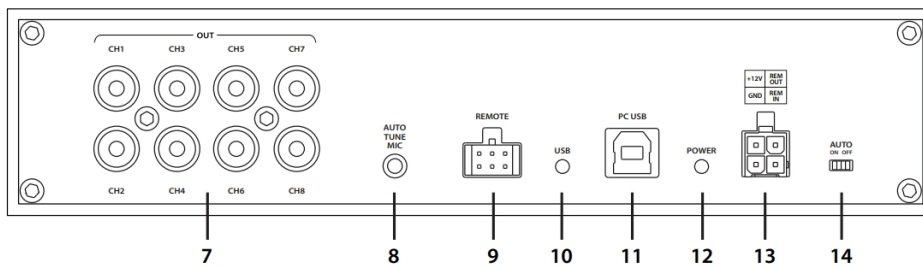 OUT
CH1 CH3 CH5 CH7
CH2 CH4 CH6 CH8
AUTO
TUNE
MIC
REMOTE
USB
PC USB
POWER
+12V REM OUT
GND REM IN
AUTO
ON OFF
7 8 9 10 11 12 13 14